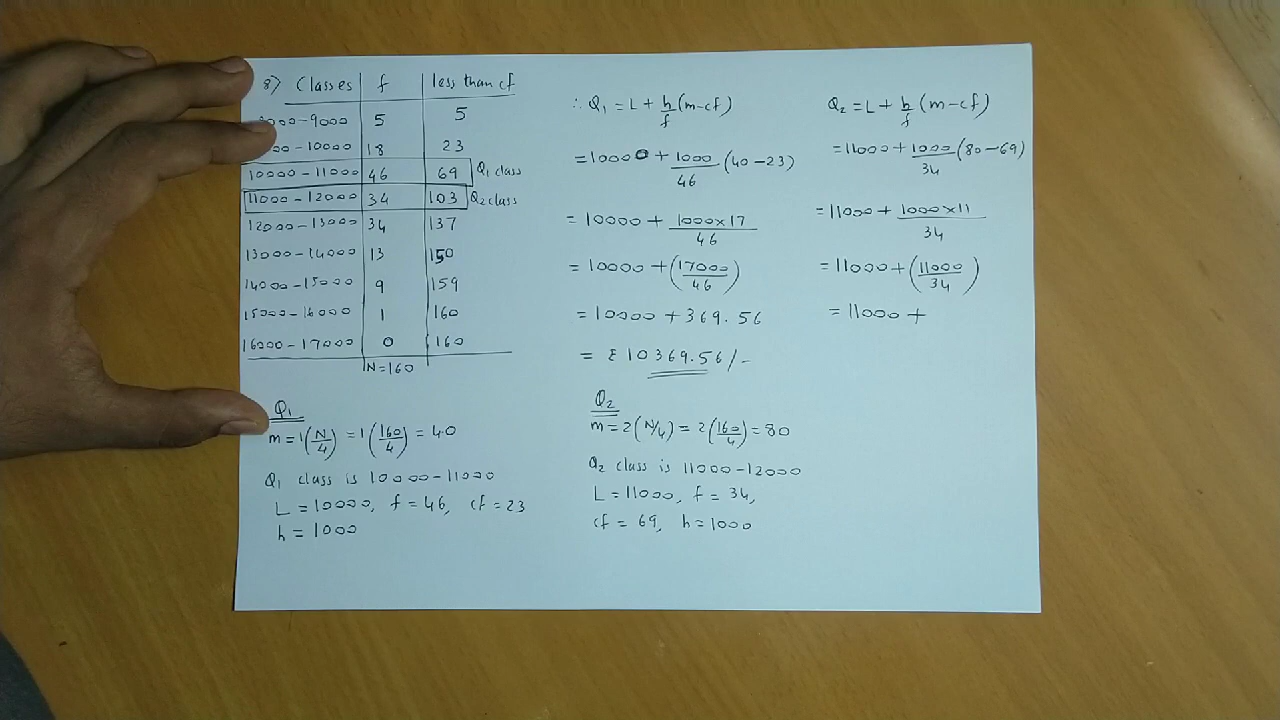 8) Classes f less than cf
000-9000 5 5
00-10000 18 23
10000-11000 46 69 Q₁ class
11000-12000 34 103 Q₂ class
12000-13000 34 137
13000-14000 13 150
14000-15000 9 159
15000-16000 1 160
16000-17000 0 160
N=160
Q₁
m=1(N/4)=1(160/4)=40
Q₁ class is 10000-11000
L=10000, f=46, cf=23
h=1000
∴ Q₁ = L + h/f (m-cf)
=10000 + 1000/46 (40-23)
= 10000 + 1000×17/46
= 10000 + (17000/46)
= 10000 + 369.56
= ₹ 10369.56/-
Q₂
m=2(N/4)=2(160/4)=80
Q₂ class is 11000-12000
L=11000, f=34,
cf=69, h=1000
Q₂ = L + h/f (m-cf)
=11000 + 1000/34 (80-69)
=11000 + 1000×11/34
=11000 + (11000/34)
=11000 +